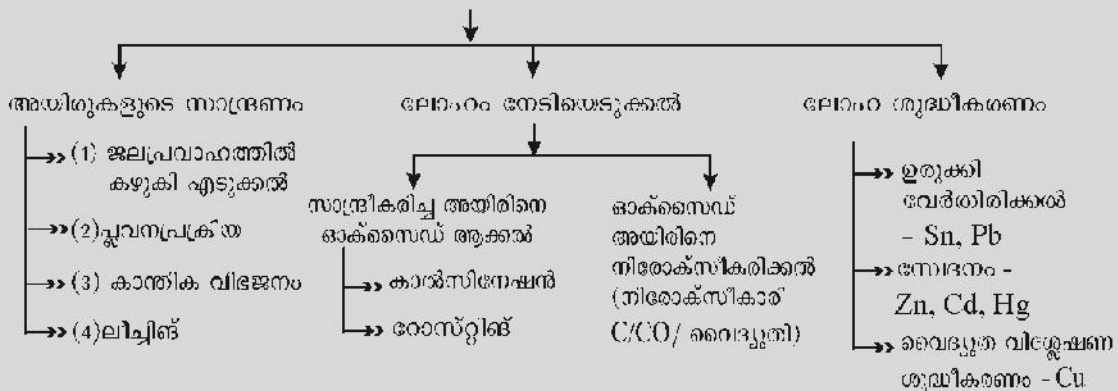 അയിരുകളുടെ സാന്ദ്രണം
(1) ജലപ്രവാഹത്തിൽ
കഴുകി എടുക്കൽ
(2)പ്ലവനപ്രക്രിയ
(3) കാന്തിക വിഭജനം
(4)ലീച്ചിങ്
ലോഹം നേടിയെടുക്കൽ
സാന്ദ്രീകരിച്ച അയിരിനെ
ഓക്സൈഡ് ആക്കൽ
കാൽസിനേഷൻ
റോസ്റ്റിങ്
ഓക്സൈഡ്
അയിരിനെ
നിരോക്സീകരിക്കൽ
(നിരോക്സീകാരി
C/CO/ വൈദ്യുതി)
ലോഹ ശുദ്ധീകരണം
ഉരുക്കി
വേർതിരിക്കൽ
– Sn, Pb
സ്വേദനം –
Zn, Cd, Hg
വൈദ്യുത വിശ്ലേഷണ
ശുദ്ധീകരണം – Cu